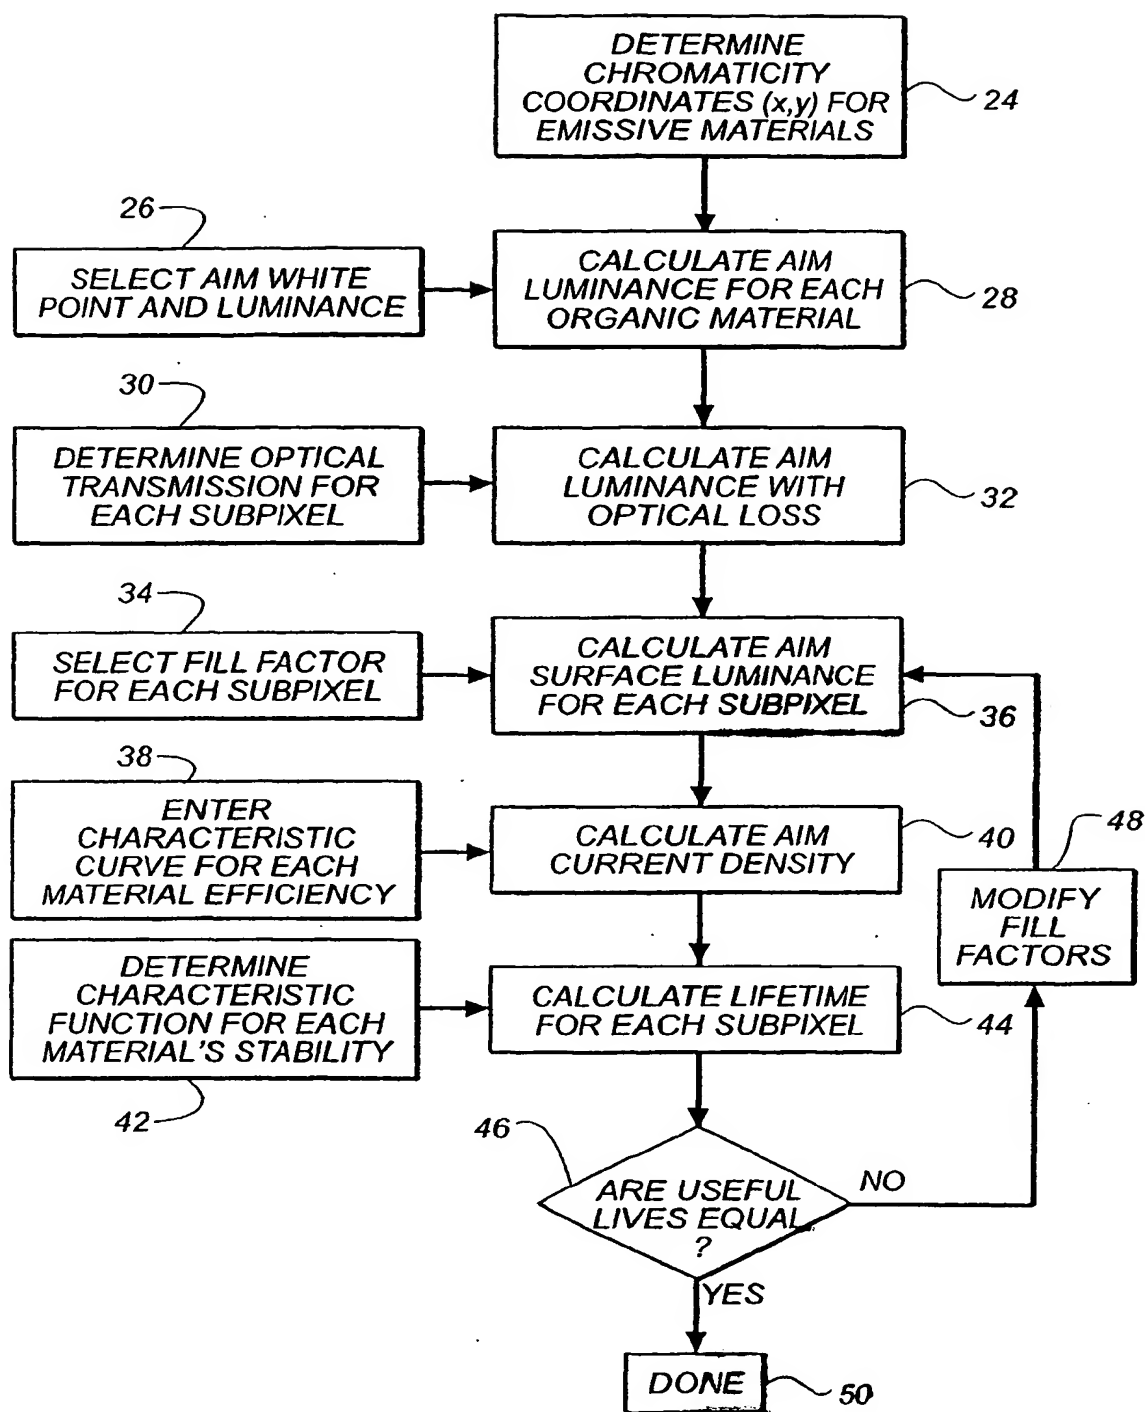 DETERMINE
CHROMATICITY
COORDINATES (x,y) FOR
EMISSIVE MATERIALS
24
26
SELECT AIM WHITE
POINT AND LUMINANCE
CALCULATE AIM
LUMINANCE FOR EACH
ORGANIC MATERIAL
28
30
DETERMINE OPTICAL
TRANSMISSION FOR
EACH SUBPIXEL
CALCULATE AIM
LUMINANCE WITH
OPTICAL LOSS
32
34
SELECT FILL FACTOR
FOR EACH SUBPIXEL
CALCULATE AIM
SURFACE LUMINANCE
FOR EACH SUBPIXEL
36
38
ENTER
CHARACTERISTIC
CURVE FOR EACH
MATERIAL EFFICIENCY
CALCULATE AIM
CURRENT DENSITY
40
48
MODIFY
FILL
FACTORS
DETERMINE
CHARACTERISTIC
FUNCTION FOR EACH
MATERIAL'S STABILITY
42
CALCULATE LIFETIME
FOR EACH SUBPIXEL
44
46
ARE USEFUL
LIVES EQUAL
?
NO
YES
DONE
50